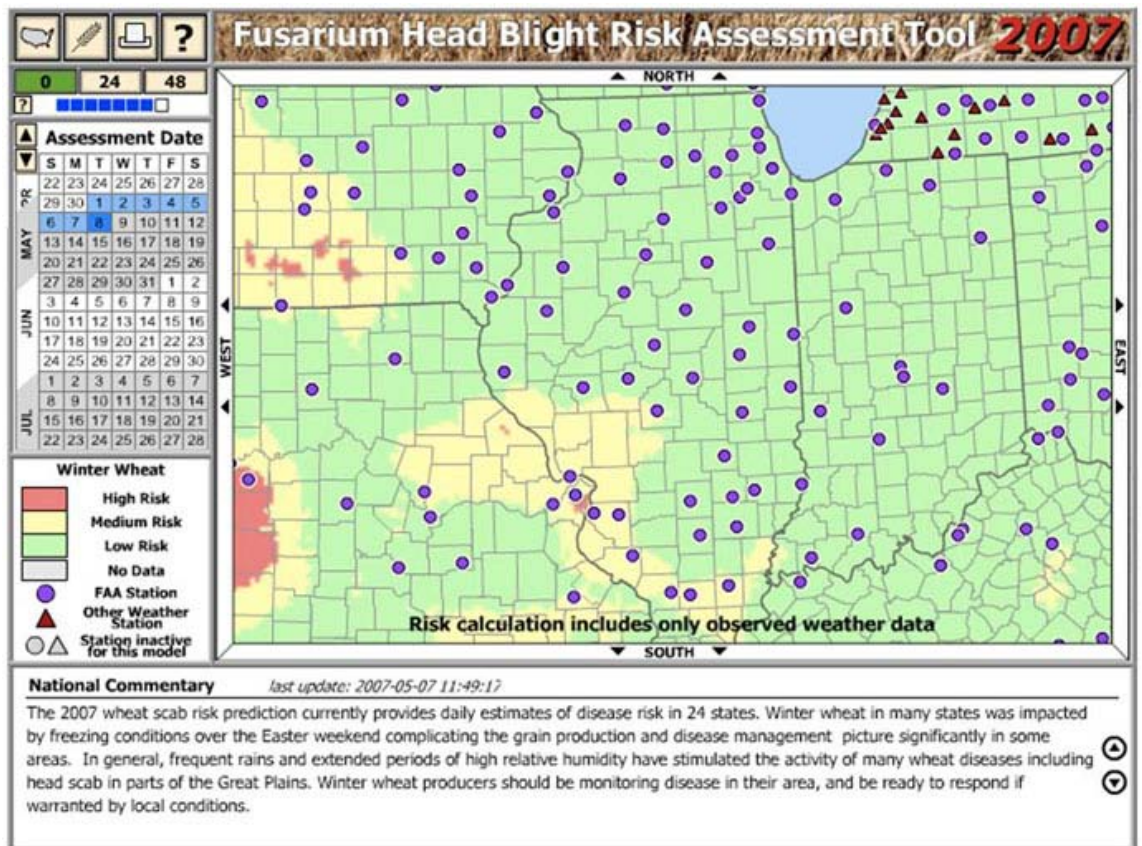 Fusarium Head Blight Risk Assessment Tool 2007
?
0 24 48
?
Assessment Date
S M T W T F S
22 23 24 25 26 27 28
29 30 1 2 3 4 5
6 7 8 9 10 11 12
13 14 15 16 17 18 19
20 21 22 23 24 25 26
27 28 29 30 31 1 2
3 4 5 6 7 8 9
10 11 12 13 14 15 16
17 18 19 20 21 22 23
24 25 26 27 28 29 30
1 2 3 4 5 6 7
8 9 10 11 12 13 14
15 16 17 18 19 20 21
22 23 24 25 26 27 28
MAY
JUN
JUL
Winter Wheat
High Risk
Medium Risk
Low Risk
No Data
FAA Station
Other Weather
Station
Station inactive
for this model
NORTH
WEST
EAST
Risk calculation includes only observed weather data
SOUTH
National Commentary last update: 2007-05-07 11:49:17
The 2007 wheat scab risk prediction currently provides daily estimates of disease risk in 24 states. Winter wheat in many states was impacted
by freezing conditions over the Easter weekend complicating the grain production and disease management picture significantly in some
areas. In general, frequent rains and extended periods of high relative humidity have stimulated the activity of many wheat diseases including
head scab in parts of the Great Plains. Winter wheat producers should be monitoring disease in their area, and be ready to respond if
warranted by local conditions.